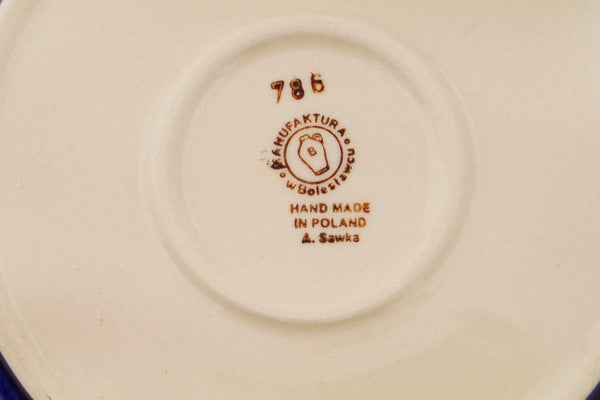 786
MANUFAKTURA
B
w Bolesławcu
HAND MADE
IN POLAND
A. Sawka